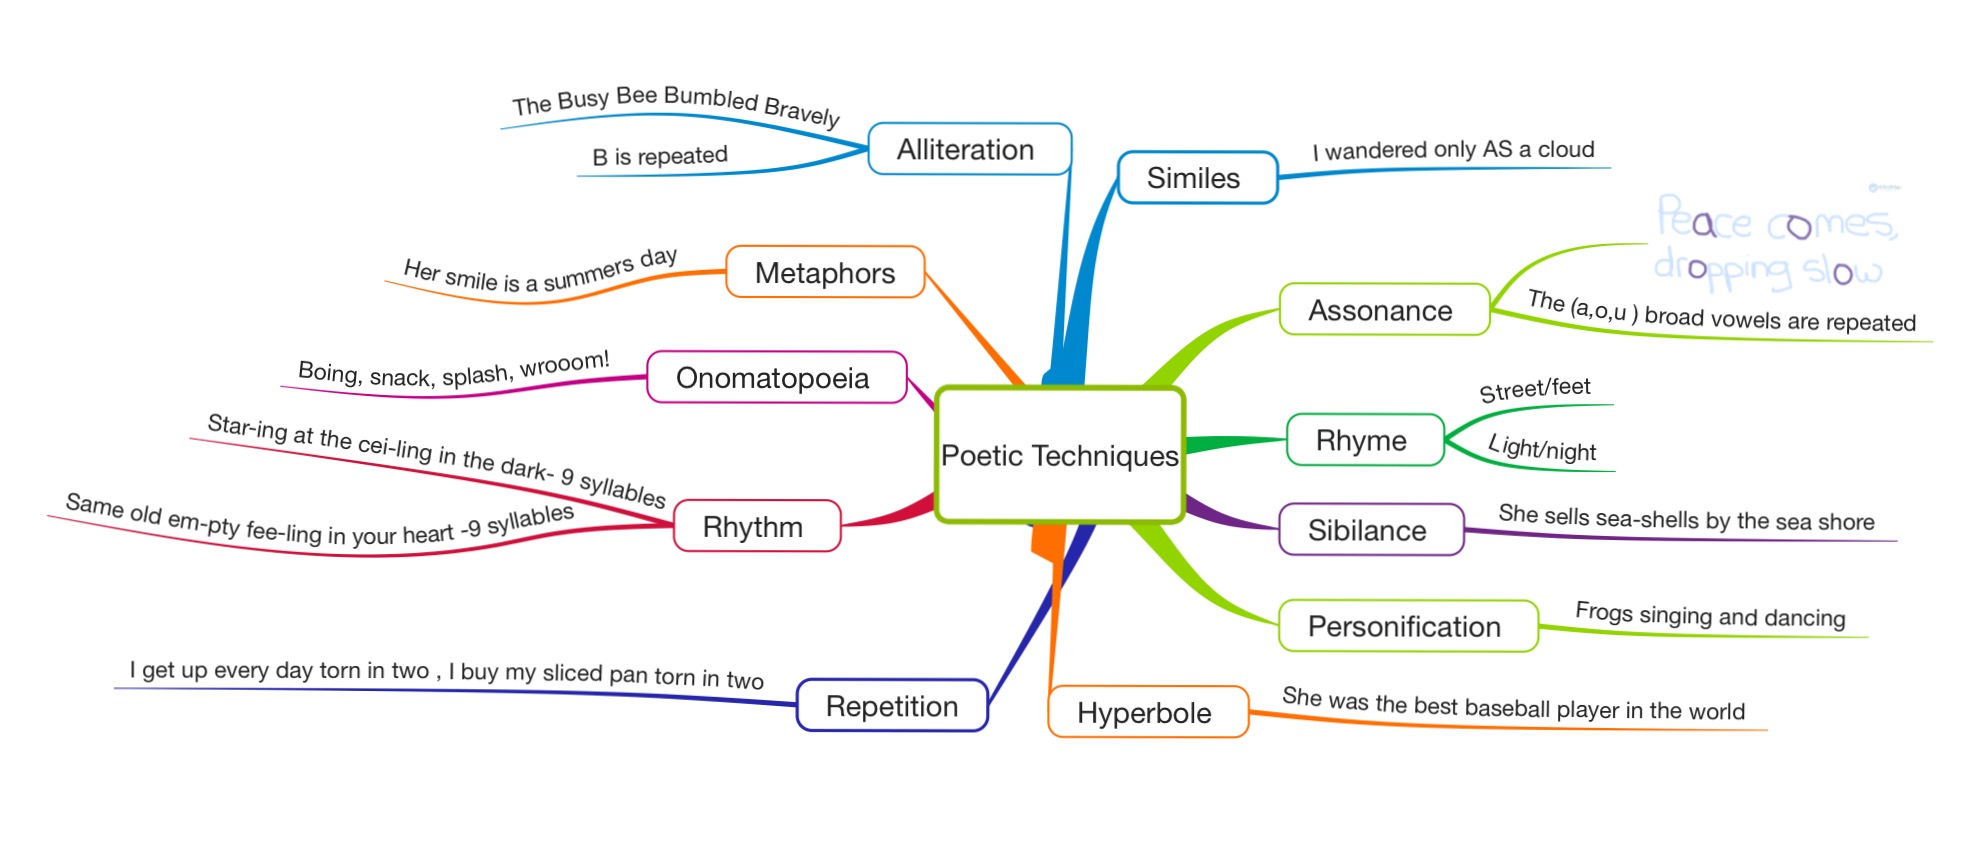 The Busy Bee Bumbled Bravely
B is repeated
Alliteration
Similes
I wandered only AS a cloud
Her smile is a summers day
Metaphors
Peace comes,
dropping slow
Assonance
The (a,o,u ) broad vowels are repeated
Boing, snack, splash, wrooom!
Onomatopoeia
Poetic Techniques
Rhyme
Street/feet
Light/night
Star-ing at the cei-ling in the dark- 9 syllables
Same old em-pty fee-ling in your heart -9 syllables
Rhythm
Sibilance
She sells sea-shells by the sea shore
Personification
Frogs singing and dancing
I get up every day torn in two , I buy my sliced pan torn in two
Repetition
Hyperbole
She was the best baseball player in the world